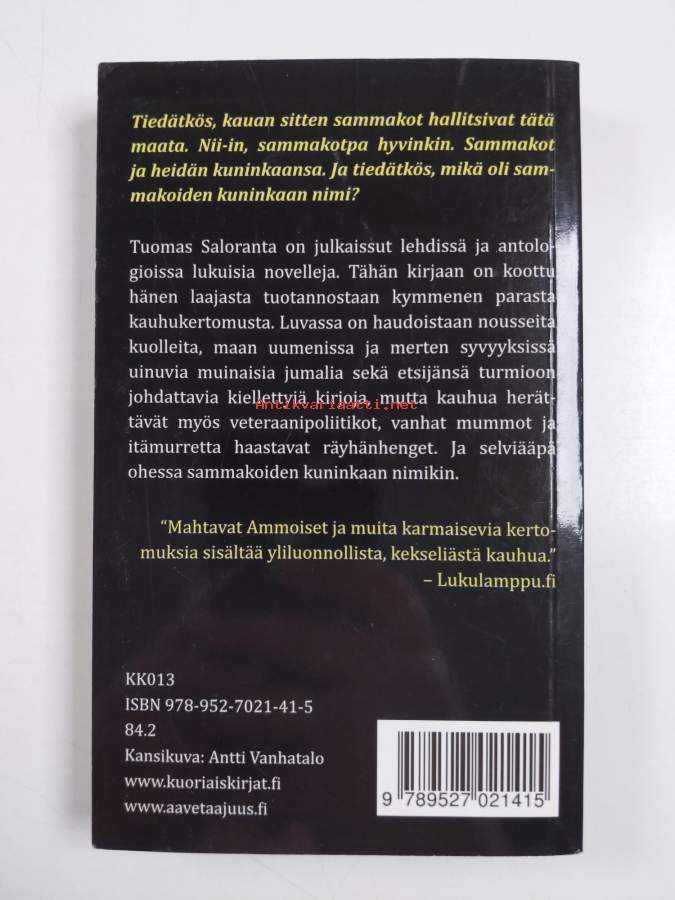 Tiedätkös, kauan sitten sammakot hallitsivat tätä
maata. Nii-in, sammakotpa hyvinkin. Sammakot
ja heidän kuninkaansa. Ja tiedätkös, mikä oli sam-
makoiden kuninkaan nimi?
Tuomas Saloranta on julkaissut lehdissä ja antolo-
gioissa lukuisia novelleja. Tähän kirjaan on koottu
hänen laajasta tuotannostaan kymmenen parasta
kauhukertomusta. Luvassa on haudoistaan nousseita
kuolleita, maan uumenissa ja merten syvyyksissä
uinuvia muinaisia jumalia sekä etsijänsä turmioon
johdattavia kiellettyjä kirjoja, mutta kauhua herät-
Antikvariaatti.net
tävät myös veteraanipoliitikot, vanhat mummot ja
itämurretta haastavat räyhänhenget. Ja selviääpä
ohessa sammakoiden kuninkaan nimikin.
"Mahtavat Ammoiset ja muita karmaisevia kerto-
muksia sisältää yliluonnollista, kekseliästä kauhua."
– Lukulamppu.fi
KK013
ISBN 978-952-7021-41-5
84.2
Kansikuva: Antti Vanhatalo
www.kuoriaiskirjat.fi
www.aavetaajuus.fi
9 789527 021415